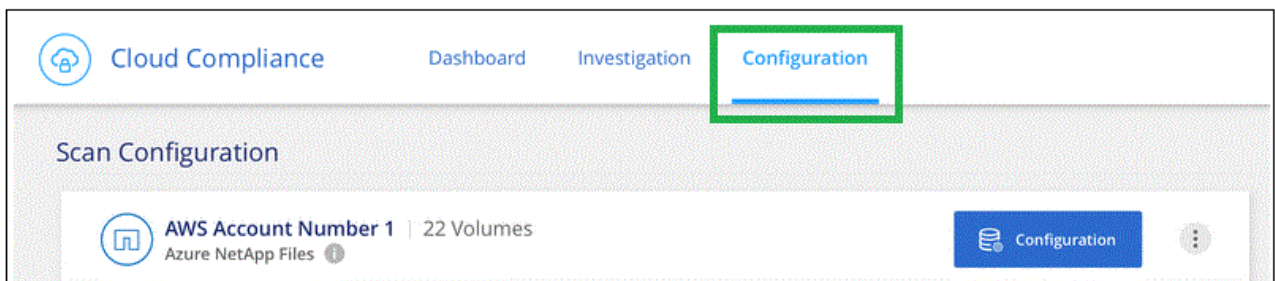 Cloud Compliance Dashboard Investigation Configuration
Scan Configuration
AWS Account Number 1 | 22 Volumes
Azure NetApp Files
Configuration